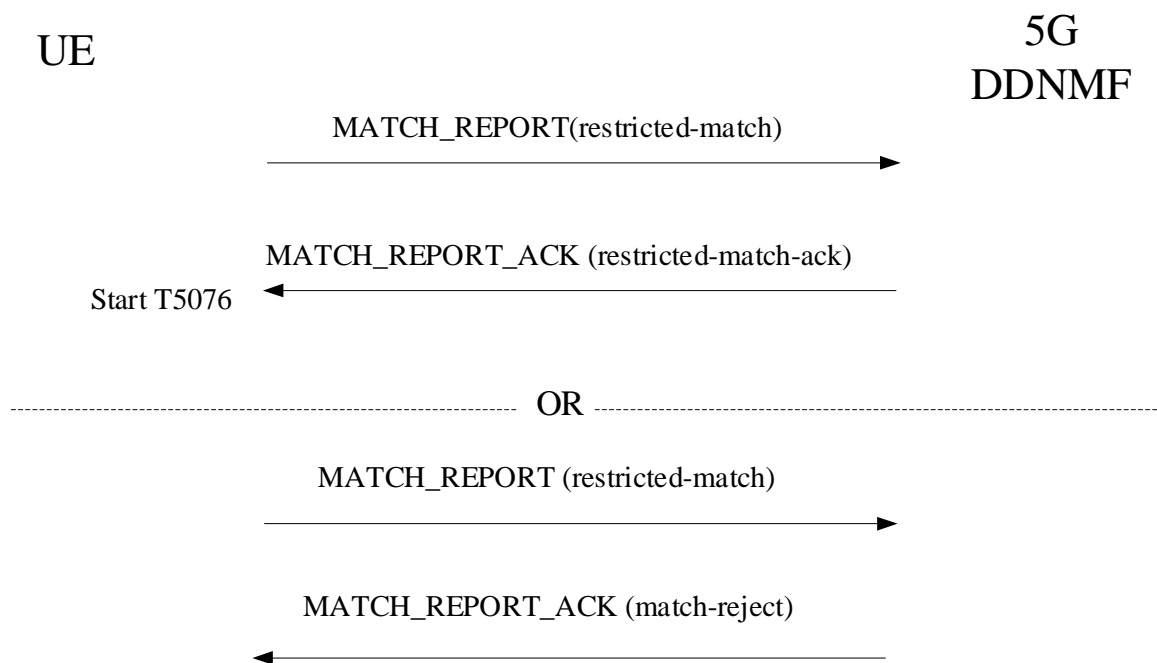 UE
5G
DDNMF
MATCH_REPORT(restricted-match)
MATCH_REPORT_ACK (restricted-match-ack)
Start T5076
OR
MATCH_REPORT (restricted-match)
MATCH_REPORT_ACK (match-reject)